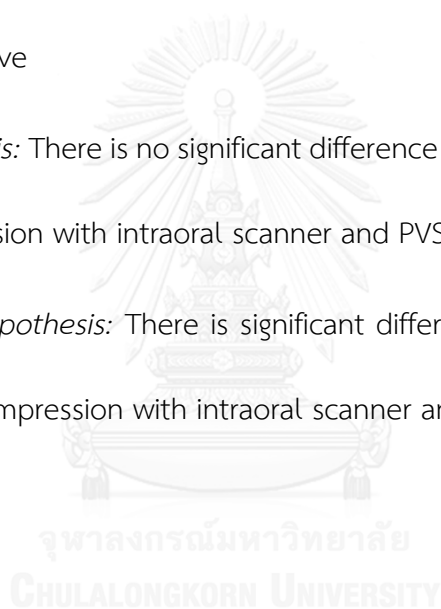 ve
is: There is no significant difference
sion with intraoral scanner and PVS
pothesis: There is significant differ
mpression with intraoral scanner an
จุฬาลงกรณ์มหาวิทยาลัย
CHULALONGKORN UNIVERSITY